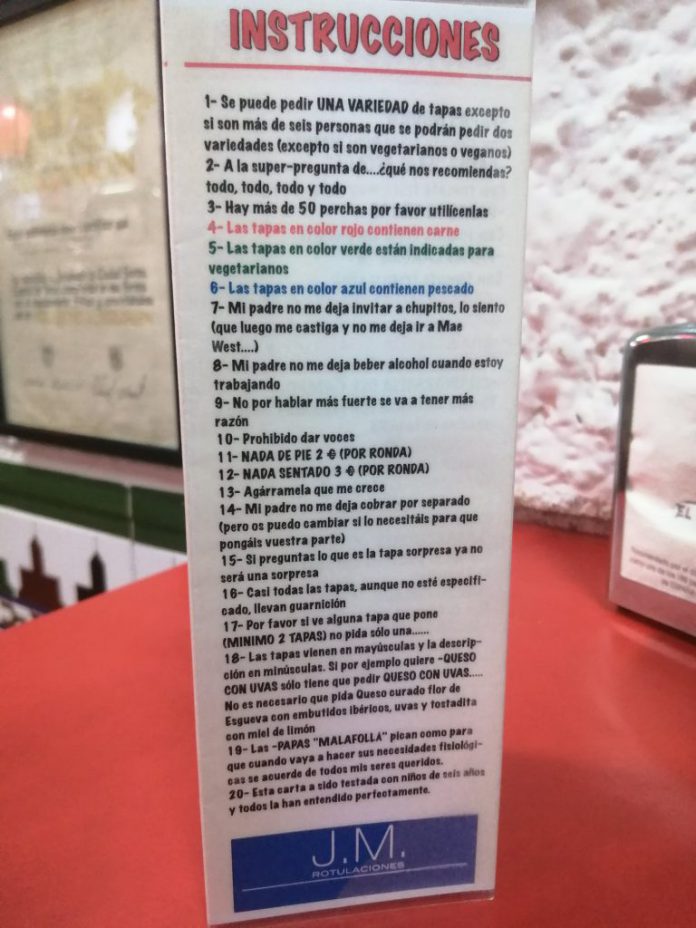 INSTRUCCIONES
1- Se puede pedir UNA VARIEDAD de tapas excepto
si son más de seis personas que se podrán pedir dos
variedades (excepto si son vegetarianos o veganos)
2- A la super-pregunta de....¿qué nos recomiendas?
todo, todo, todo y todo
3- Hay más de 50 perchas por favor utilícenlas
4- Las tapas en color rojo contienen carne
5- Las tapas en color verde están indicadas para
vegetarianos
6- Las tapas en color azul contienen pescado
7- Mi padre no me deja invitar a chupitos, lo siento
(que luego me castiga y no me deja ir a Mae
West....)
8- Mi padre no me deja beber alcohol cuando estoy
trabajando
9- No por hablar más fuerte se va a tener más
razón
10- Prohibido dar voces
11- NADA DE PIE 2 € (POR RONDA)
12- NADA SENTADO 3 € (POR RONDA)
13- Agárramela que me crece
14- Mi padre no me deja cobrar por separado
(pero os puedo cambiar si lo necesitáis para que
pongáis vuestra parte)
15- Si preguntas lo que es la tapa sorpresa ya no
será una sorpresa
16- Casi todas las tapas, aunque no esté especifi-
cado, llevan guarnición
17- Por favor si ve alguna tapa que pone
(MINIMO 2 TAPAS) no pida sólo una......
18- Las tapas vienen en mayúsculas y la descrip-
ción en minúsculas. Si por ejemplo quiere -QUESO
CON UVAS sólo tiene que pedir QUESO CON UVAS.....
No es necesario que pida Queso curado flor de
Esgueva con embutidos ibéricos, uvas y tostadita
con miel de limón
19- Las -PAPAS "MALAFOLLA" pican como para
que cuando vaya a hacer sus necesidades fisiológi-
cas se acuerde de todos mis seres queridos.
20- Esta carta a sido testada con niños de seis años
y todos la han entendido perfectamente.
J.M.
ROTULACIONES
EL